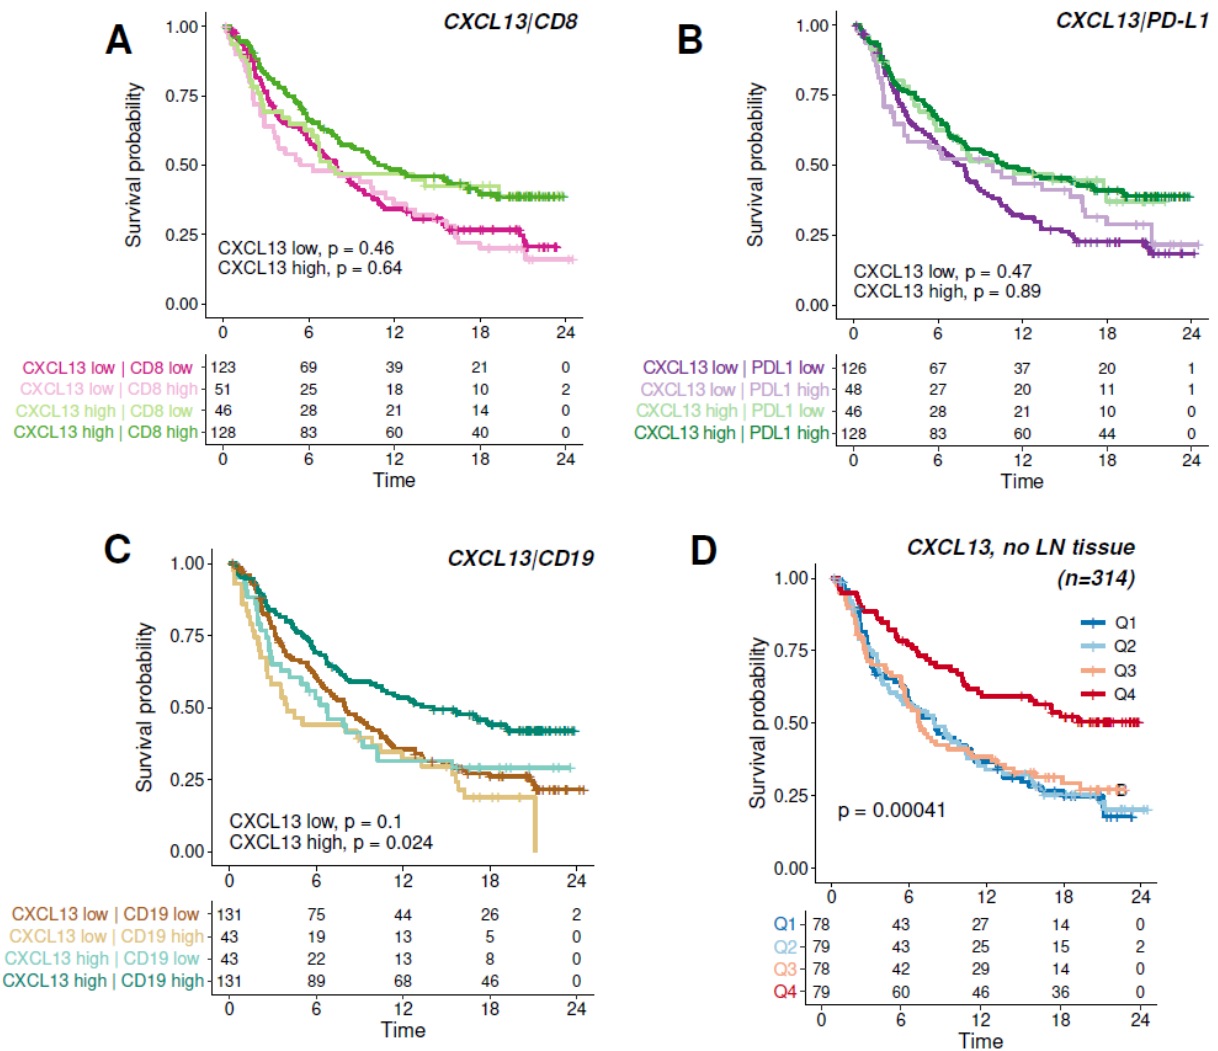 A
CXCL13|CD8
1.00
0.75
0.50
0.25
0.00
Survival probability
CXCL13 low, p = 0.46
CXCL13 high, p = 0.64
0 6 12 18 24
CXCL13 low | CD8 low 123 69 39 21 0
CXCL13 low | CD8 high 51 25 18 10 2
CXCL13 high | CD8 low 46 28 21 14 0
CXCL13 high | CD8 high 128 83 60 40 0
0 6 12 18 24
Time
B
CXCL13|PD-L1
1.00
0.75
0.50
0.25
0.00
Survival probability
CXCL13 low, p = 0.47
CXCL13 high, p = 0.89
0 6 12 18 24
CXCL13 low | PDL1 low 126 67 37 20 1
CXCL13 low | PDL1 high 48 27 20 11 1
CXCL13 high | PDL1 low 46 28 21 10 0
CXCL13 high | PDL1 high 128 83 60 44 0
0 6 12 18 24
Time
C
CXCL13|CD19
1.00
0.75
0.50
0.25
0.00
Survival probability
CXCL13 low, p = 0.1
CXCL13 high, p = 0.024
0 6 12 18 24
CXCL13 low | CD19 low 131 75 44 26 2
CXCL13 low | CD19 high 43 19 13 5 0
CXCL13 high | CD19 low 43 22 13 8 0
CXCL13 high | CD19 high 131 89 68 46 0
0 6 12 18 24
Time
D
CXCL13, no LN tissue
(n=314)
1.00
0.75
0.50
0.25
0.00
Survival probability
Q1
Q2
Q3
Q4
p = 0.00041
0 6 12 18 24
Q1 78 43 27 14 0
Q2 79 43 25 15 2
Q3 78 42 29 14 0
Q4 79 60 46 36 0
0 6 12 18 24
Time